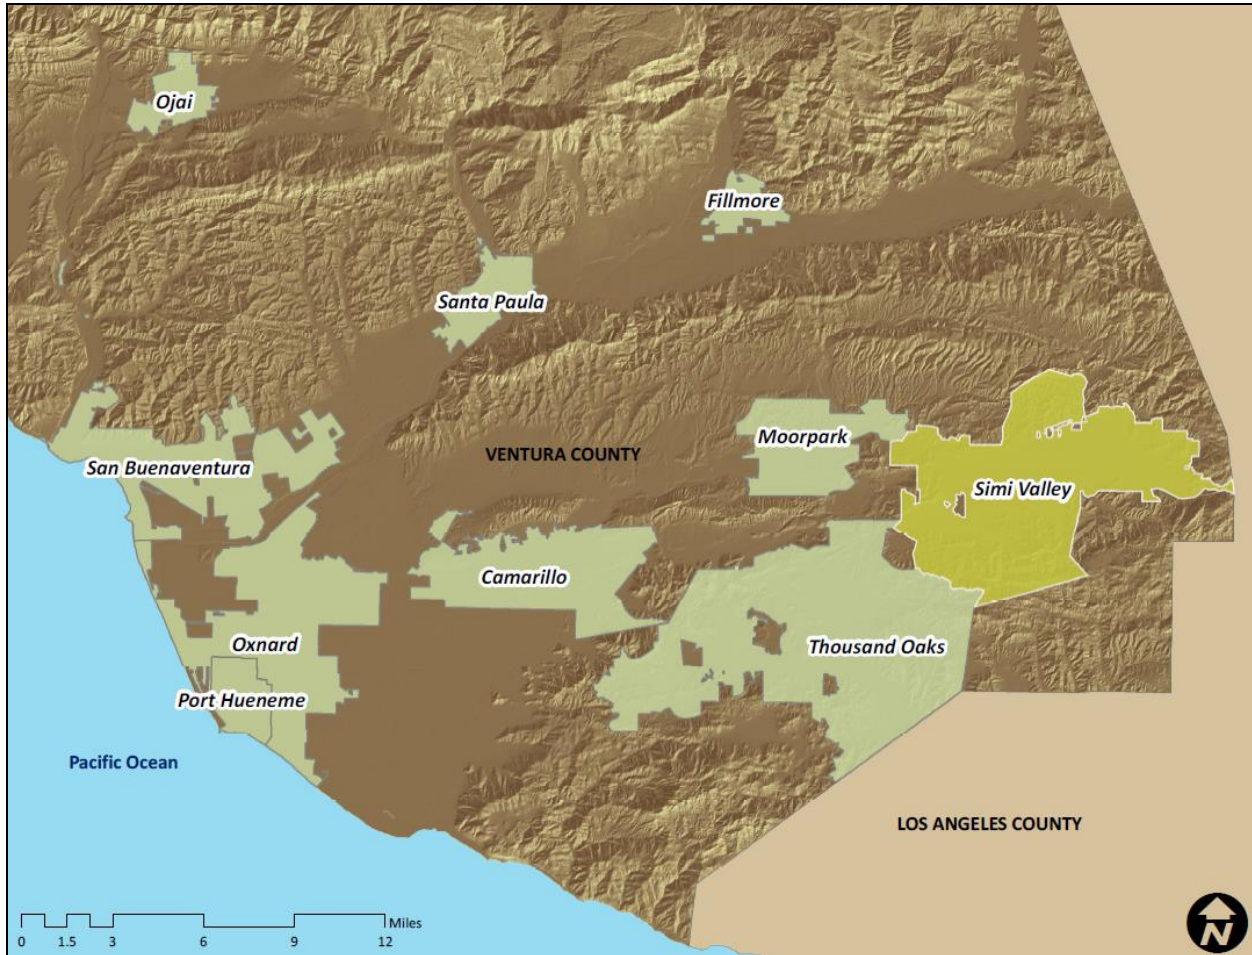 Ojai
Fillmore
Santa Paula
Moorpark
VENTURA COUNTY
San Buenaventura
Simi Valley
Camarillo
Oxnard
Thousand Oaks
Port Hueneme
Pacific Ocean
LOS ANGELES COUNTY
Miles
0 1.5 3 6 9 12
N